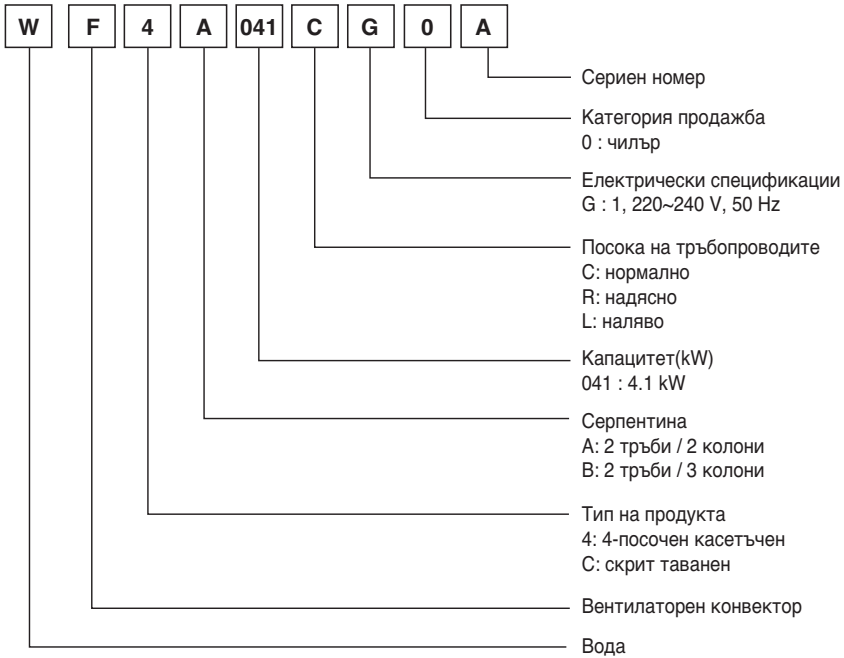 W F 4 A 041 C G 0 A
Сериен номер
Категория продажба
0 : чилър
Електрически спецификации
G : 1, 220~240 V, 50 Hz
Посока на тръбопроводите
C: нормално
R: надясно
L: наляво
Капацитет(kW)
041 : 4.1 kW
Серпентина
A: 2 тръби / 2 колони
B: 2 тръби / 3 колони
Тип на продукта
4: 4-посочен касетъчен
C: скрит таванен
Вентилаторен конвектор
Вода